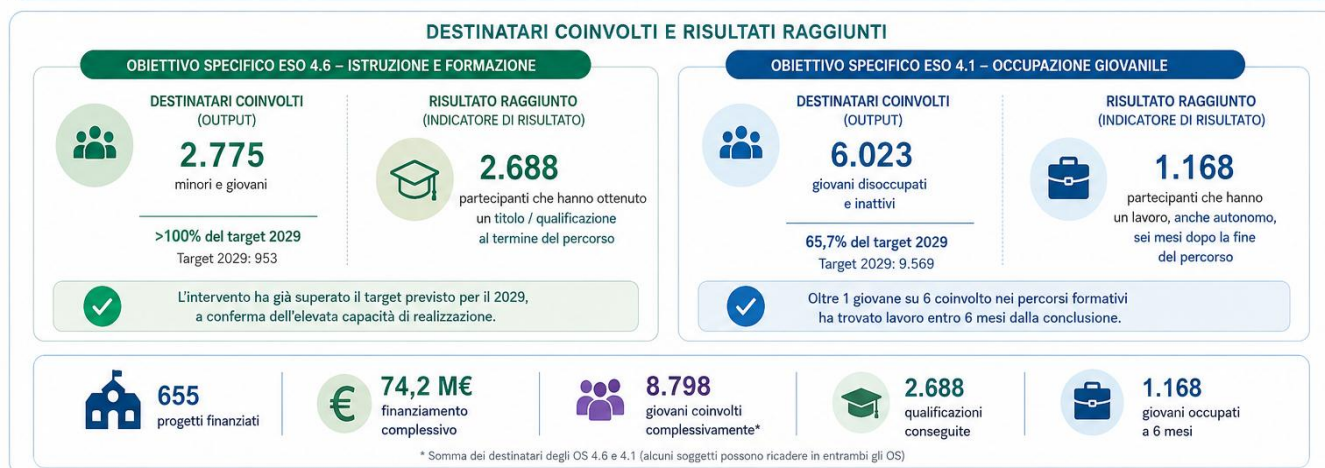 DESTINATARI COINVOLTI E RISULTATI RAGGIUNTI
OBIETTIVO SPECIFICO ESO 4.6 – ISTRUZIONE E FORMAZIONE
DESTINATARI COINVOLTI
(OUTPUT)
2.775
minori e giovani
>100% del target 2029
Target 2029: 953
RISULTATO RAGGIUNTO
(INDICATORE DI RISULTATO)
2.688
partecipanti che hanno ottenuto
un titolo / qualificazione
al termine del percorso
L'intervento ha già superato il target previsto per il 2029,
a conferma dell'elevata capacità di realizzazione.
OBIETTIVO SPECIFICO ESO 4.1 – OCCUPAZIONE GIOVANILE
DESTINATARI COINVOLTI
(OUTPUT)
6.023
giovani disoccupati
e inattivi
65,7% del target 2029
Target 2029: 9.569
RISULTATO RAGGIUNTO
(INDICATORE DI RISULTATO)
1.168
partecipanti che hanno
un lavoro, anche autonomo,
sei mesi dopo la fine
del percorso
Oltre 1 giovane su 6 coinvolto nei percorsi formativi
ha trovato lavoro entro 6 mesi dalla conclusione.
655
progetti finanziati
€
74,2 M€
finanziamento
complessivo
8.798
giovani coinvolti
complessivamente*
2.688
qualificazioni
conseguite
1.168
giovani occupati
a 6 mesi
* Somma dei destinatari degli OS 4.6 e 4.1 (alcuni soggetti possono ricadere in entrambi gli OS)